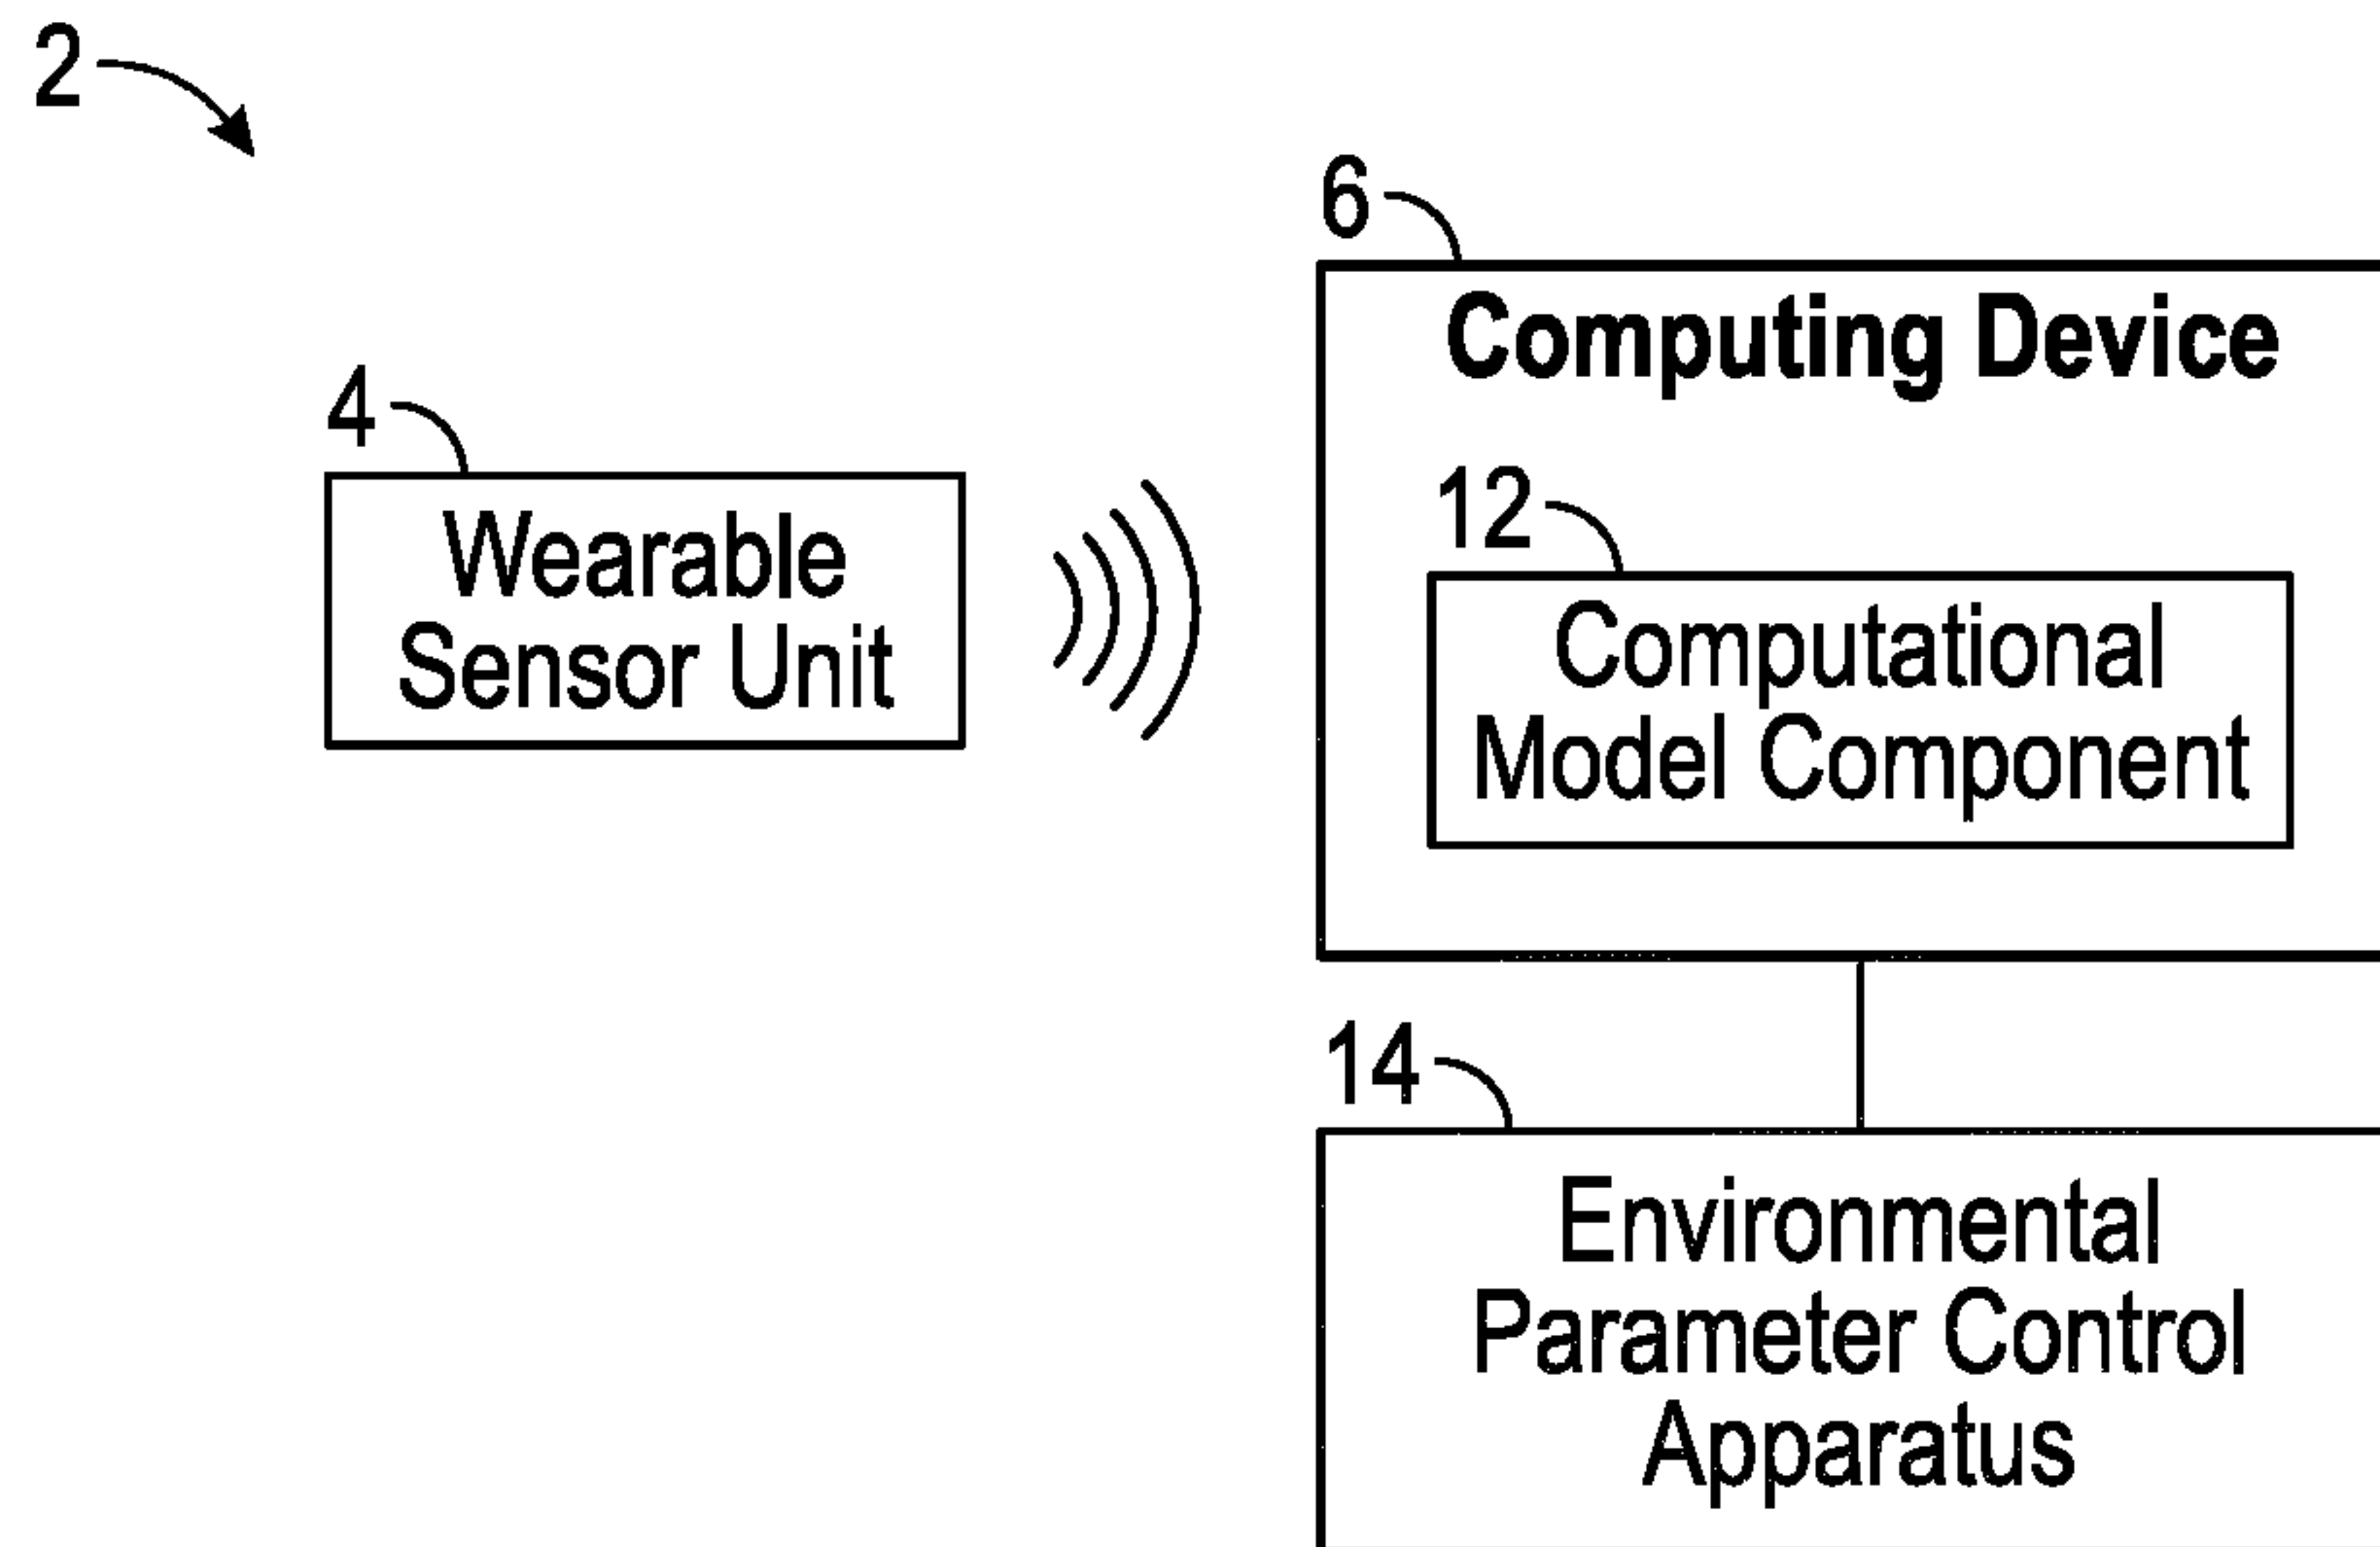 2
6
Computing Device
4
Wearable
Sensor Unit
12
Computational
Model Component
14
Environmental
Parameter Control
Apparatus